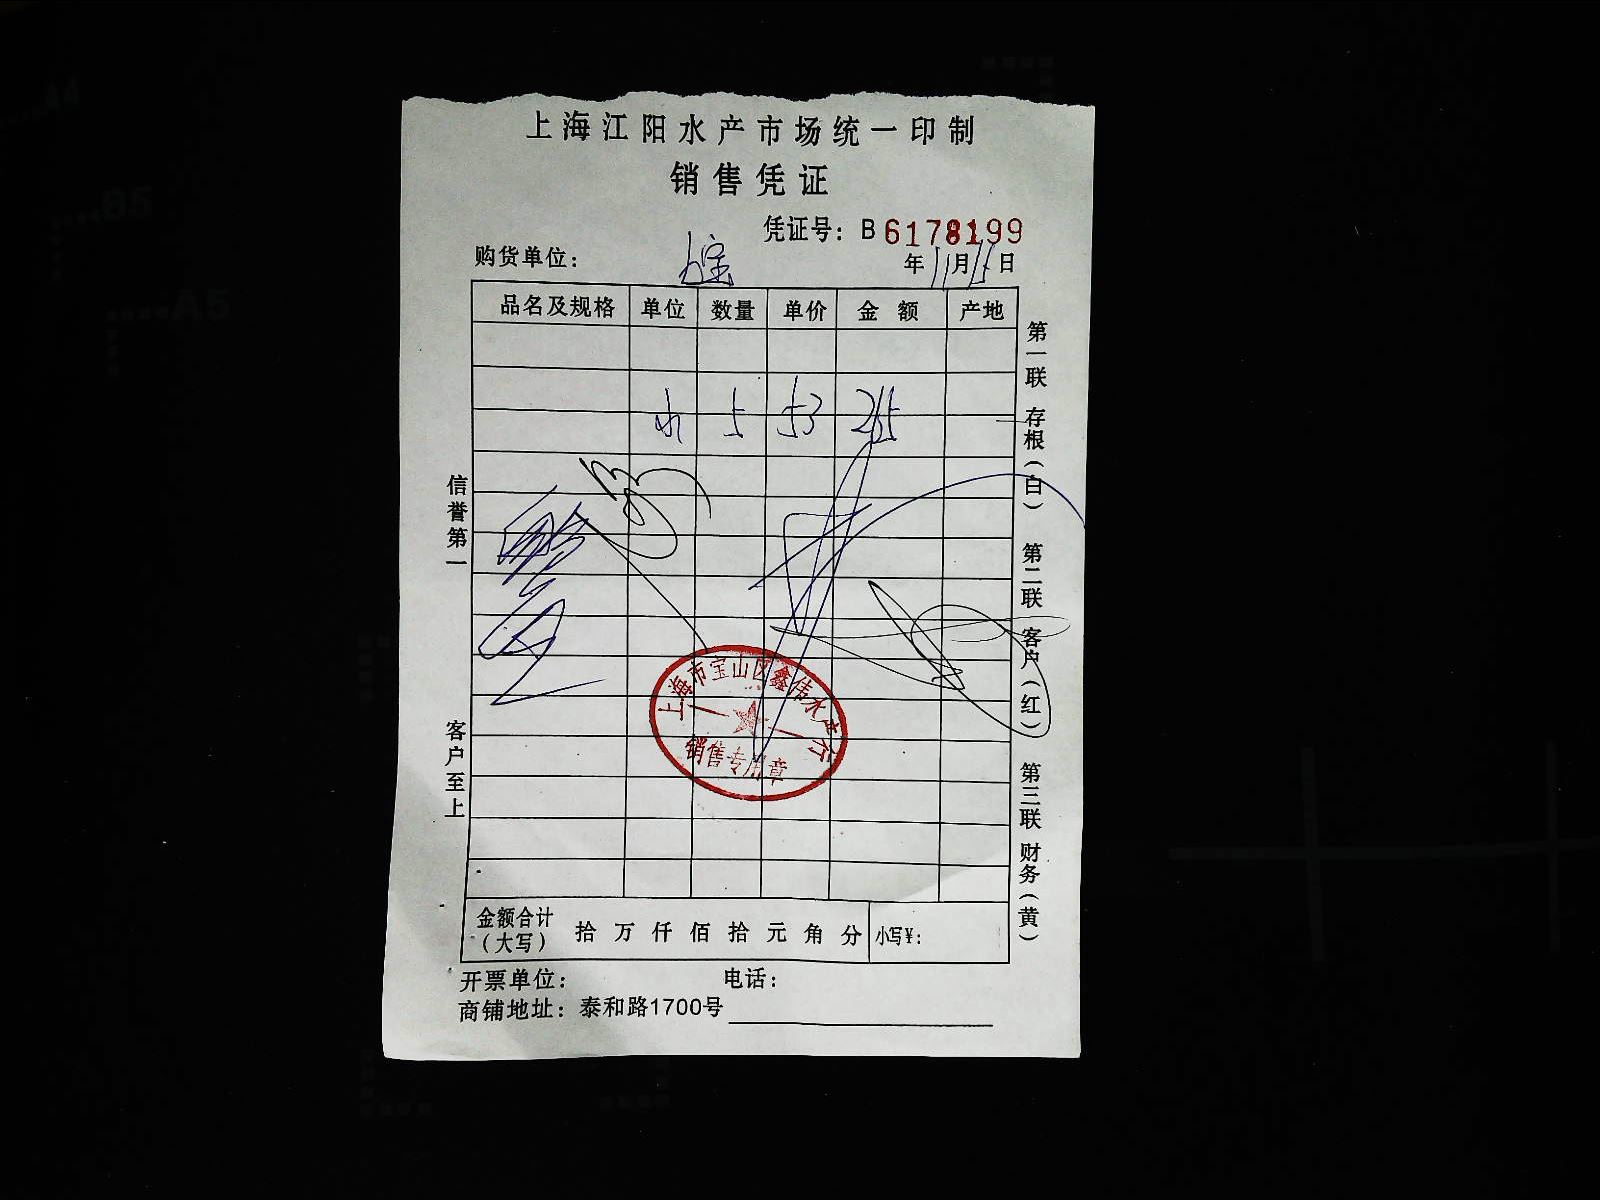 上海江阳水产市场统一印制
销售凭证
凭证号：B 6178199
购货单位：
年11月 日
品名及规格 单位 数量 单价 金额 产地
5 53 265
信誉第一
客户至上
第一联 存根（白） 第二联 客户（红） 第三联 财务（黄）
上海市宝山区鑫伟水产行
销售专用章
金额合计（大写） 拾 万 仟 佰 拾 元 角 分 小写¥：
开票单位： 电话：
商铺地址：泰和路1700号